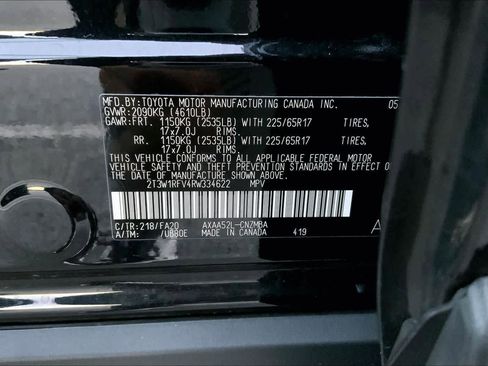 MFD.BY:TOYOTA MOTOR MANUFACTURING CANADA INC. 05
GVWR:2090KG (4610LB)
GAWR:FRT. 1150KG (2535LB) WITH 225/65R17 TIRES,
17x7.0J RIMS.
RR. 1150KG (2535LB) WITH 225/65R17 TIRES,
17x7.0J RIMS.
THIS VEHICLE CONFORMS TO ALL APPLICABLE FEDERAL MOTOR
VEHICLE SAFETY AND THEFT PREVENTION STANDARDS IN EFFECT O
THE DATE OF MANUFACTURE SHOWN ABOVE.
2T3W1RFV4RW334622 MPV
C/TR:218/FA20 AXAA52L-CNZMBA A
A/TM: /UB80E MADE IN CANADA 419